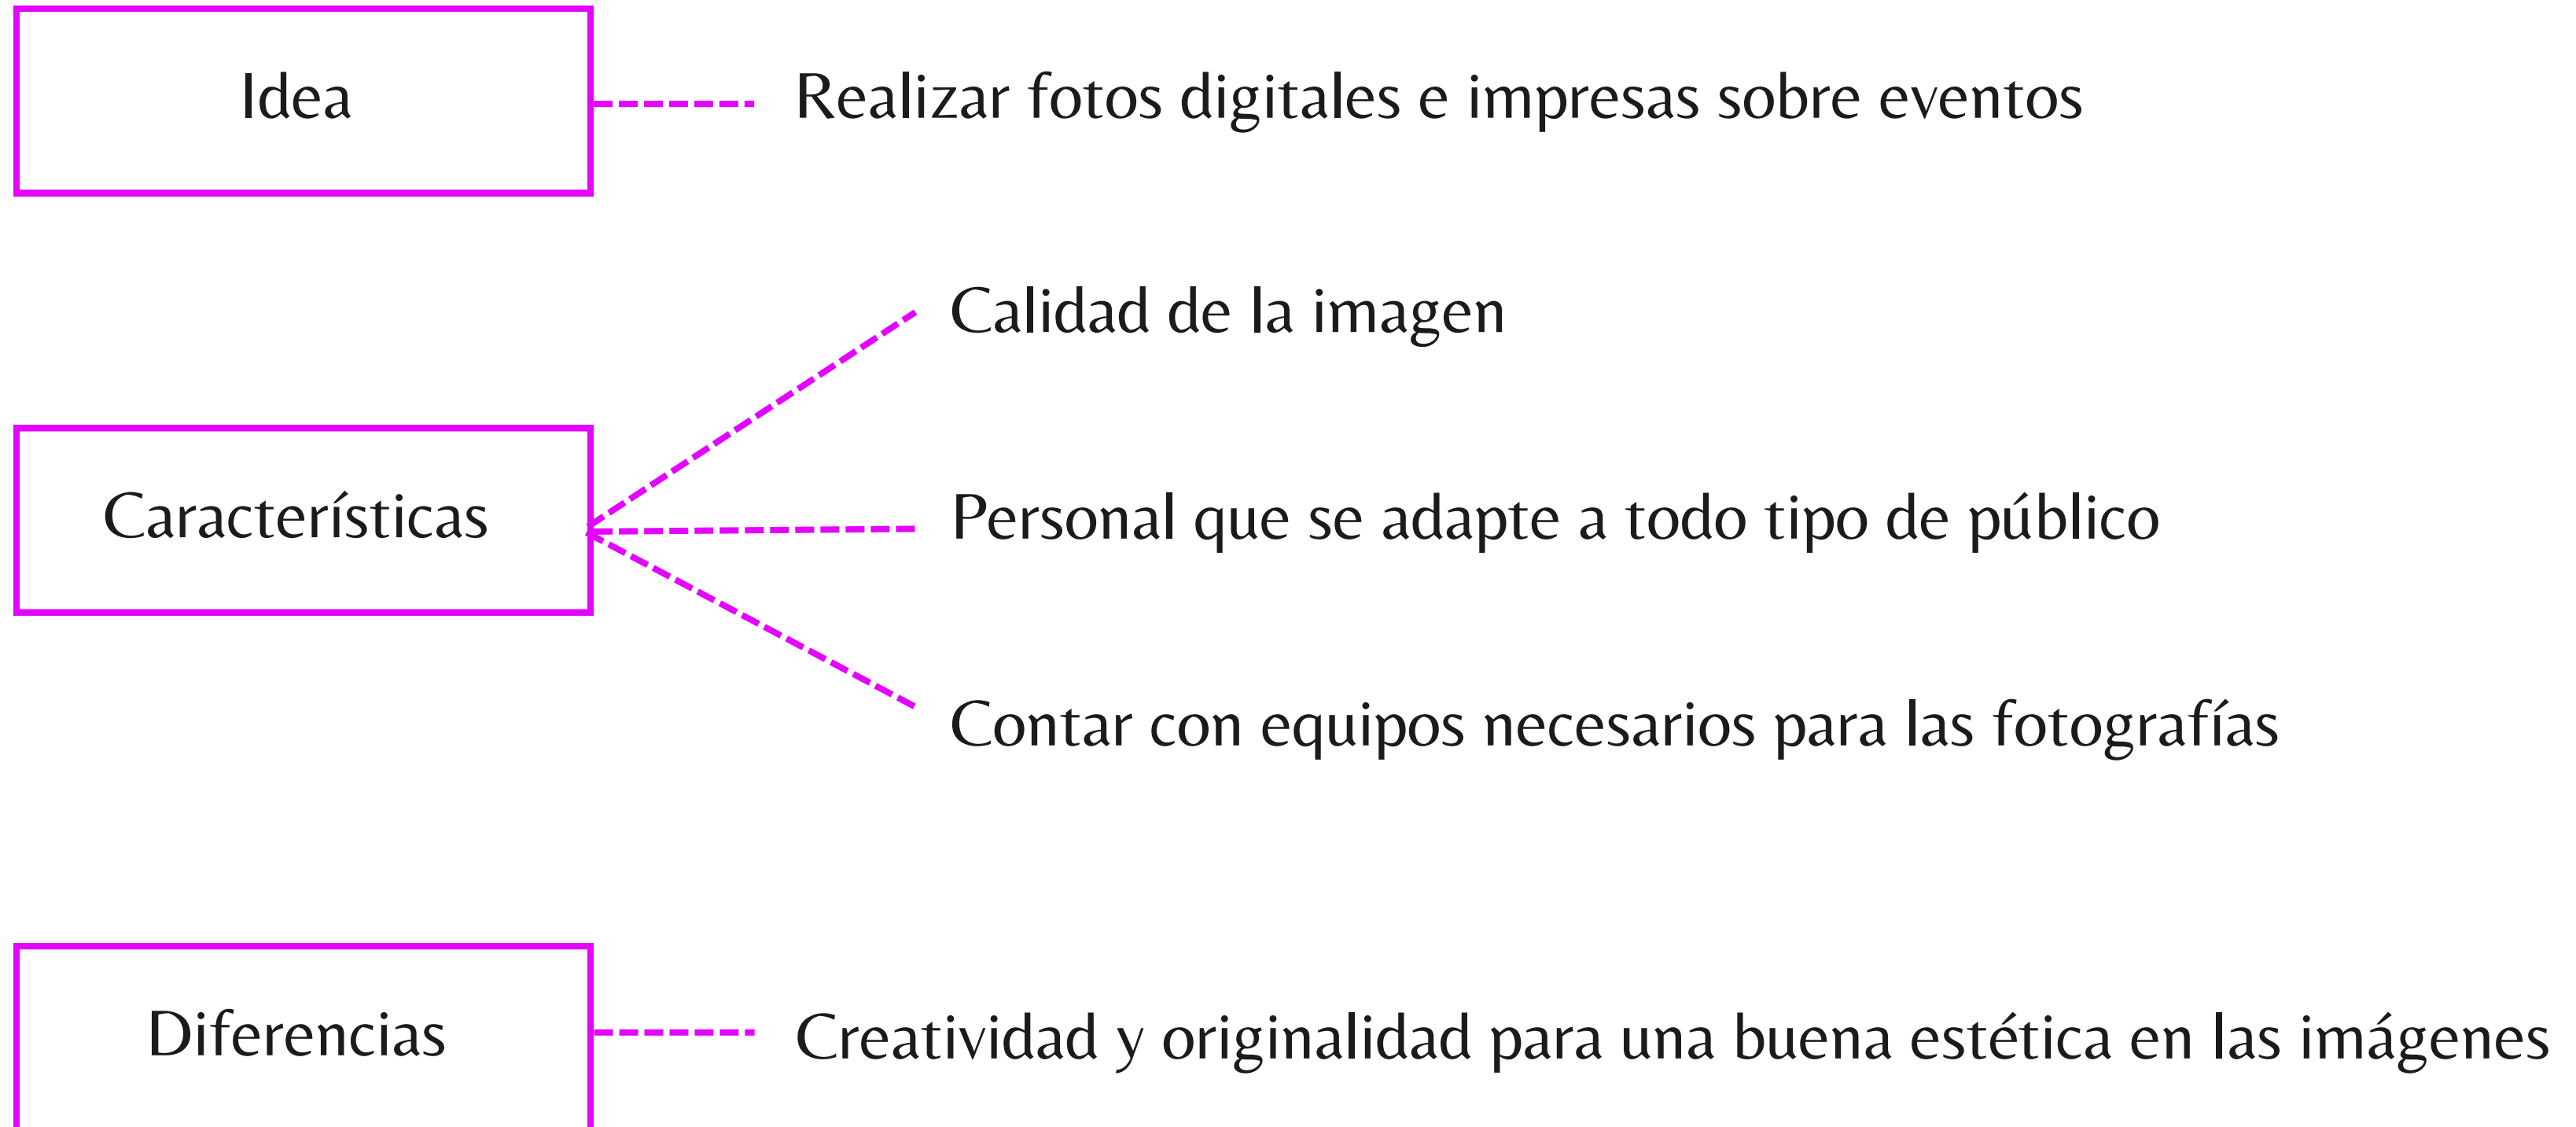 Idea
Realizar fotos digitales e impresas sobre eventos
Calidad de la imagen
Características
Personal que se adapte a todo tipo de público
Contar con equipos necesarios para las fotografías
Diferencias
Creatividad y originalidad para una buena estética en las imágenes